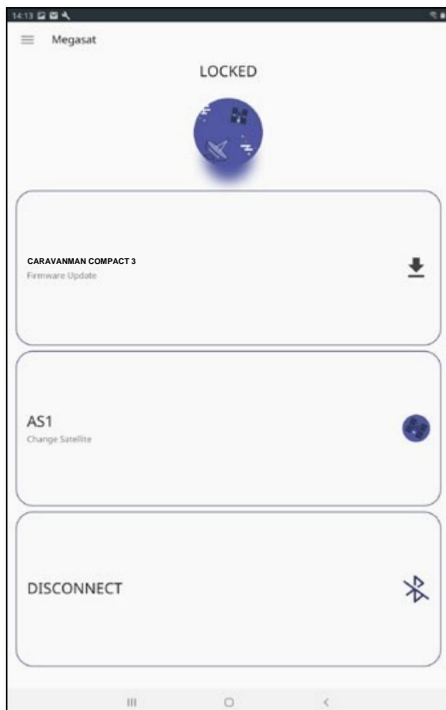 14:13
Megasat
LOCKED
CARAVANMAN COMPACT 3
Firmware Update
AS1
Change Satellite
DISCONNECT